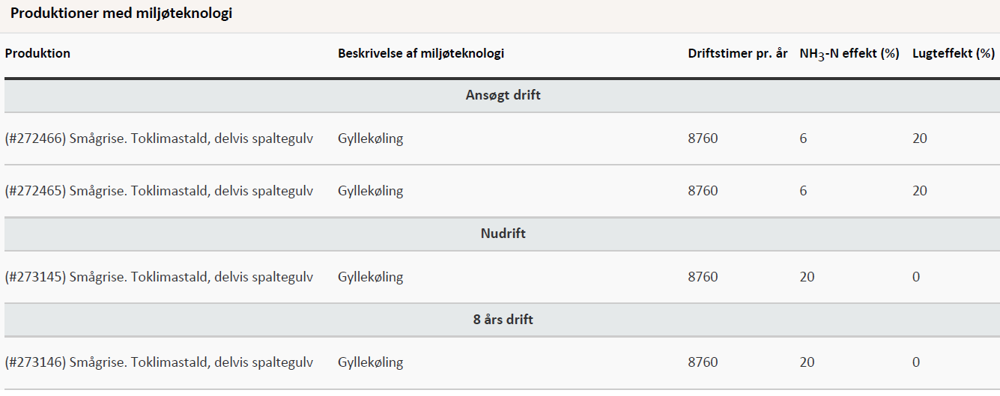 Produktioner med miljøteknologi
Produktion Beskrivelse af miljøteknologi Driftstimer pr. år NH3-N effekt (%) Lugteffekt (%)
Ansøgt drift
(#272466) Smågrise. Toklimastald, delvis spaltegulv Gyllekøling 8760 6 20
(#272465) Smågrise. Toklimastald, delvis spaltegulv Gyllekøling 8760 6 20
Nudrift
(#273145) Smågrise. Toklimastald, delvis spaltegulv Gyllekøling 8760 20 0
8 års drift
(#273146) Smågrise. Toklimastald, delvis spaltegulv Gyllekøling 8760 20 0